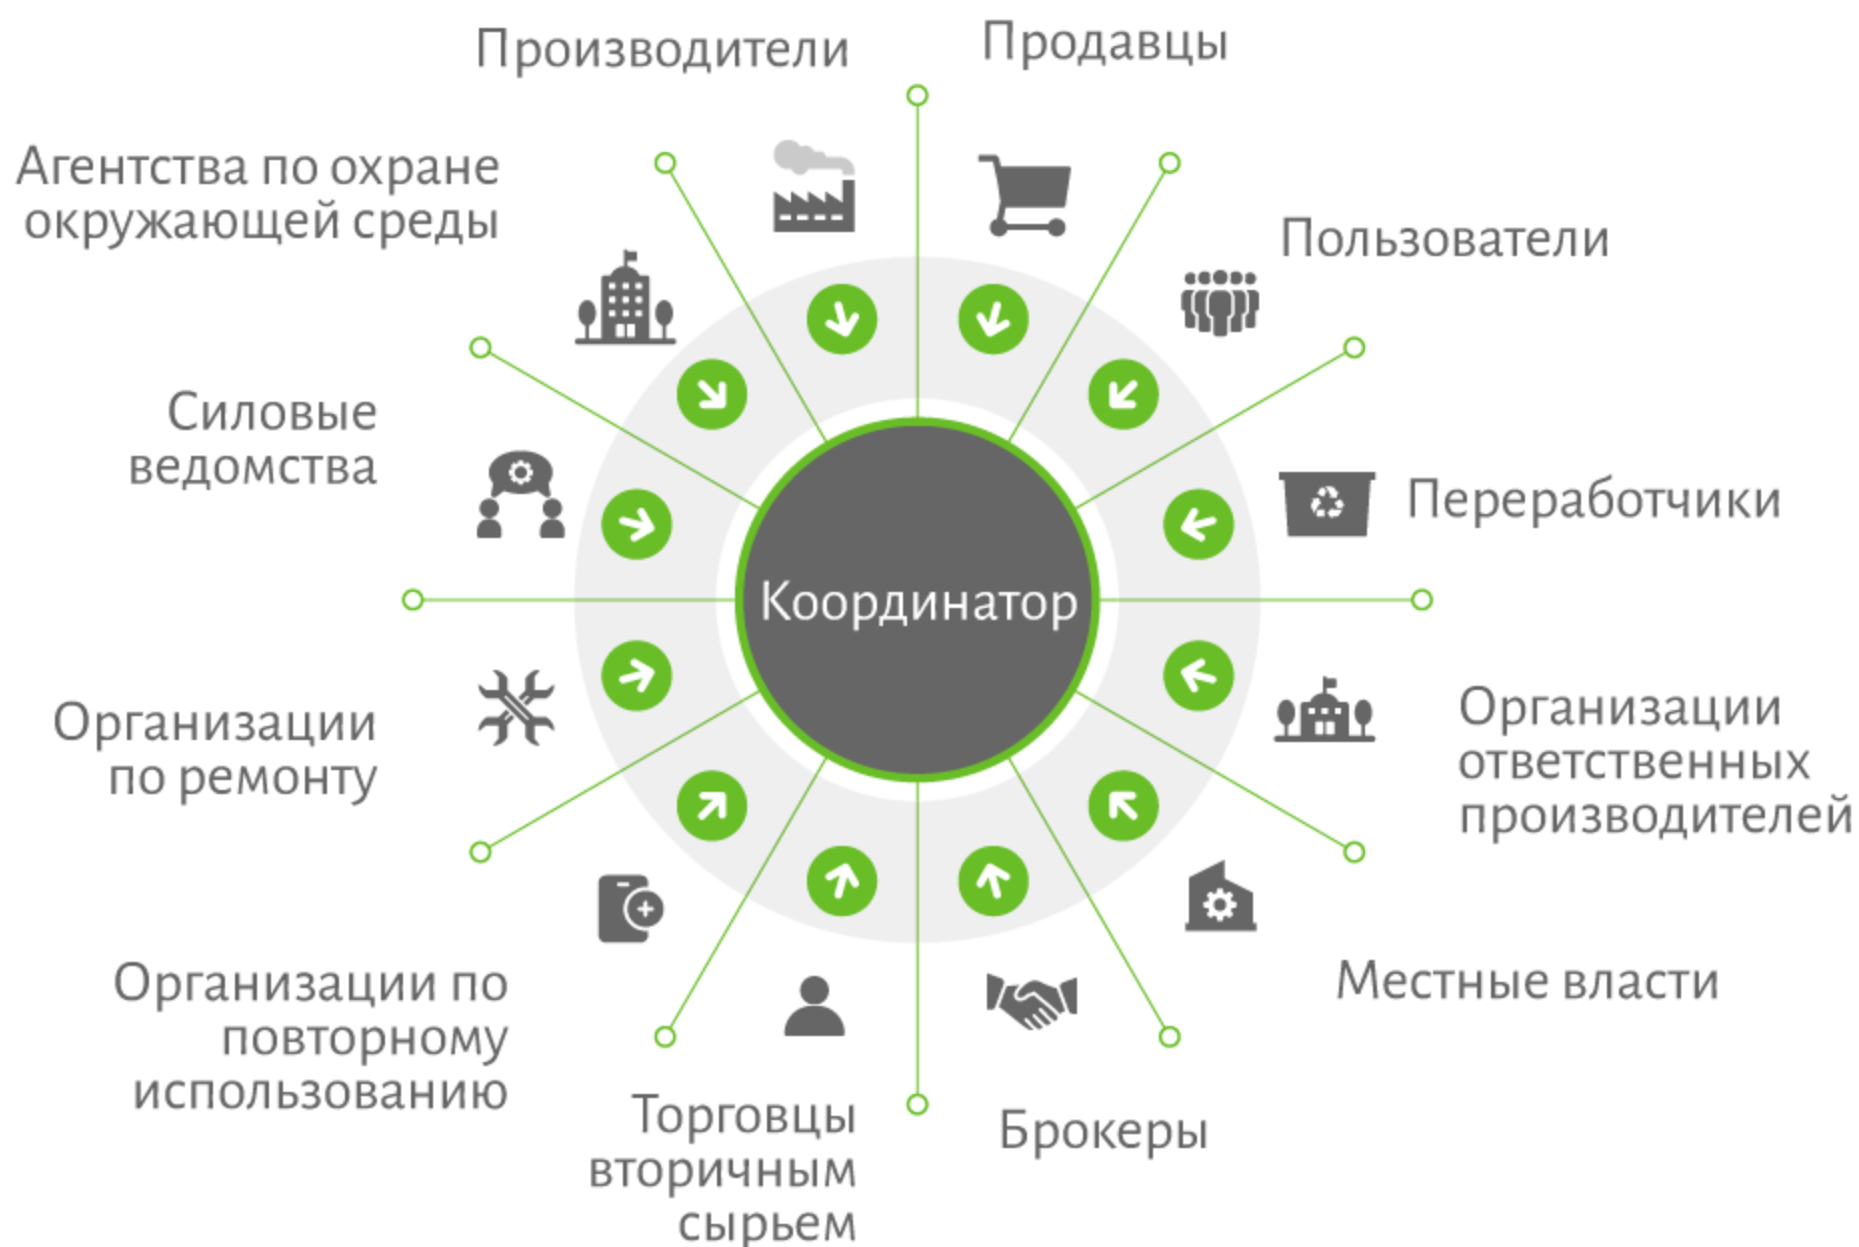 Производители
Продавцы
Агентства по охране
окружающей среды
Пользователи
Силовые
ведомства
Переработчики
Координатор
Организации
по ремонту
Организации
ответственных
производителей
Организации по
повторному
использованию
Местные власти
Торговцы
вторичным
сырьем
Брокеры